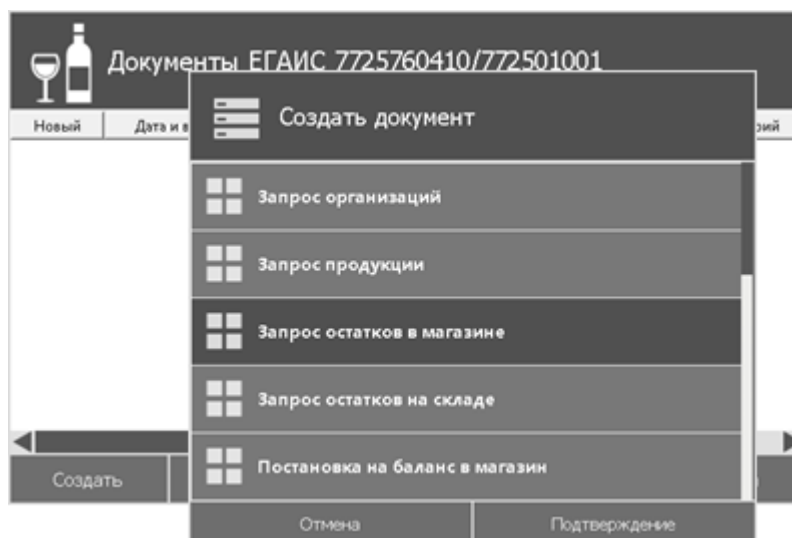 Документы ЕГАИС 7725760410/772501001
Создать документ
Новый
Дата и в
рий
Запрос организаций
Запрос продукции
Запрос остатков в магазине
Запрос остатков на складе
Постановка на баланс в магазин
Создать
Отмена
Подтверждение